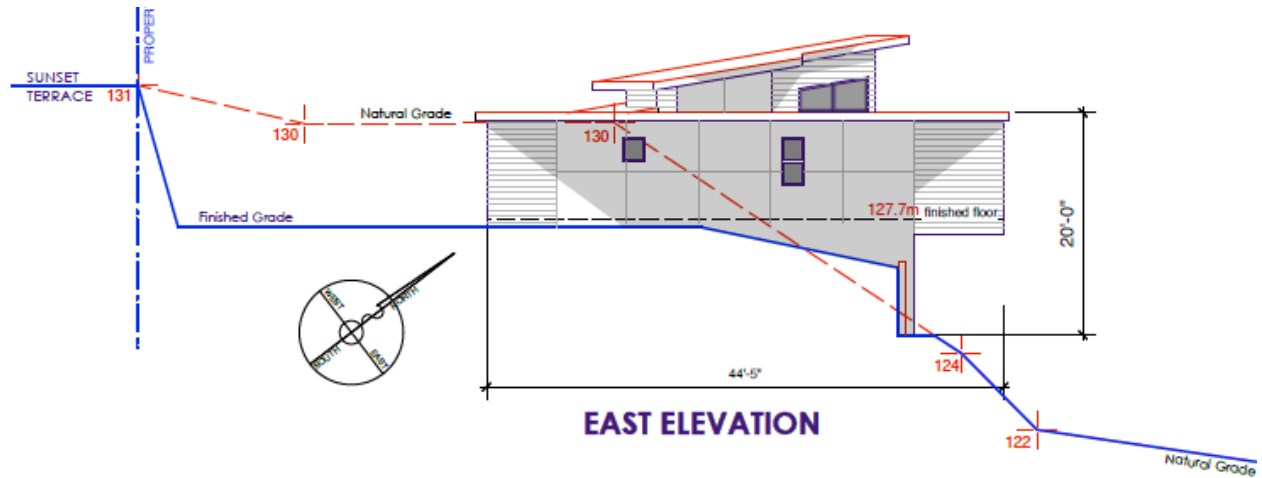 PROPER
SUNSET
TERRACE
131
130
Natural Grade
130
127.7m finished floor
Finished Grade
20'-0"
WEST
NORTH
SOUTH
EAST
44'-5"
124
EAST ELEVATION
122
Natural Grade